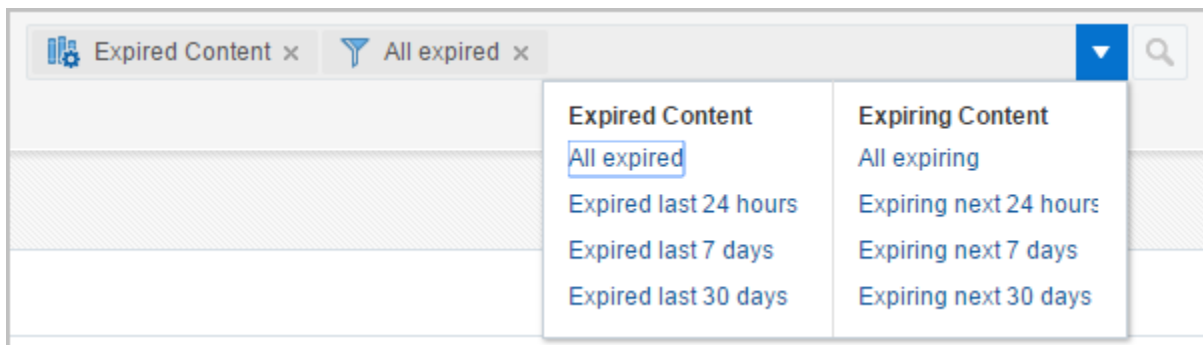 Expired Content × All expired ×
Expired Content
All expired
Expired last 24 hours
Expired last 7 days
Expired last 30 days
Expiring Content
All expiring
Expiring next 24 hours
Expiring next 7 days
Expiring next 30 days